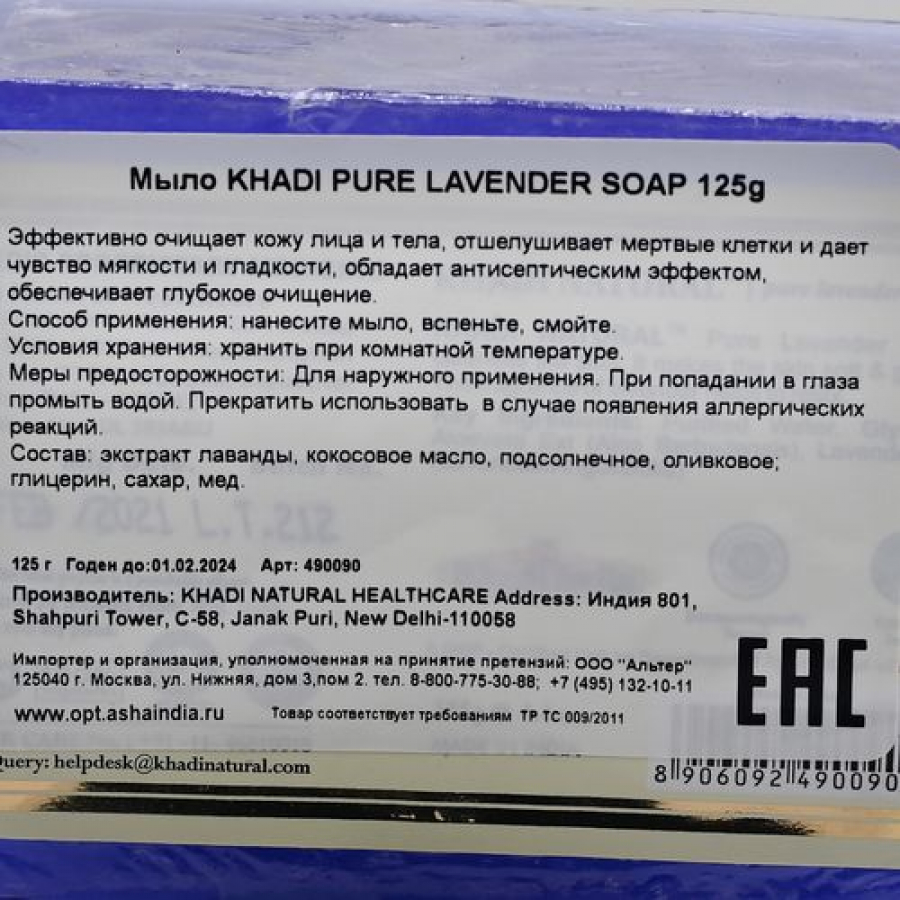 Мыло KHADI PURE LAVENDER SOAP 125g
Эффективно очищает кожу лица и тела, отшелушивает мертвые клетки и дает
чувство мягкости и гладкости, обладает антисептическим эффектом,
обеспечивает глубокое очищение.
Способ применения: нанесите мыло, вспеньте, смойте.
Условия хранения: хранить при комнатной температуре.
Меры предосторожности: Для наружного применения. При попадании в глаза
промыть водой. Прекратить использовать в случае появления аллергических
реакций.
Состав: экстракт лаванды, кокосовое масло, подсолнечное, оливковое;
глицерин, сахар, мед.
125 г Годен до:01.02.2024 Арт: 490090
Производитель: KHADI NATURAL HEALTHCARE Address: Индия 801,
Shahpuri Tower, C-58, Janak Puri, New Delhi-110058
Импортер и организация, уполномоченная на принятие претензий: ООО "Альтер"
125040 г. Москва, ул. Нижняя, дом 3,пом 2. тел. 8-800-775-30-88; +7 (495) 132-10-11
EAC
www.opt.ashaindia.ru Товар соответствует требованиям ТР ТС 009/2011
Query: helpdesk@khadinatural.com
8 906092 490090